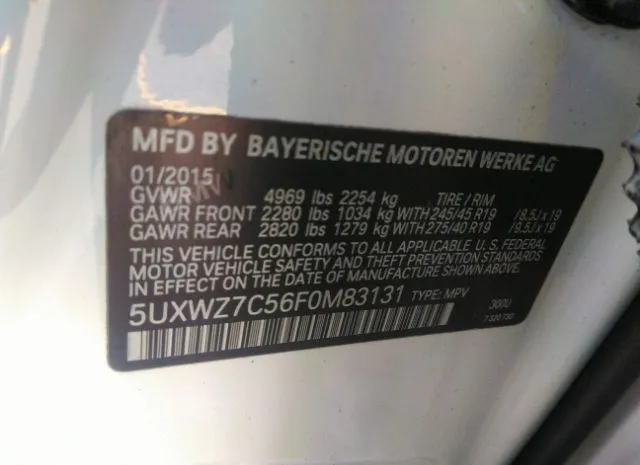 MFD BY BAYERISCHE MOTOREN WERKE AG
01/2015
GVWR 4969 lbs 2254 kg TIRE / RIM
GAWR FRONT 2280 lbs 1034 kg WITH 245/45 R19 /8.5J x 19
GAWR REAR 2820 lbs 1279 kg WITH 275/40 R19 /9.5J x 19
THIS VEHICLE CONFORMS TO ALL APPLICABLE U.S. FEDERAL
MOTOR VEHICLE SAFETY AND THEFT PREVENTION STANDARDS
IN EFFECT ON THE DATE OF MANUFACTURE SHOWN ABOVE.
5UXWZ7C56F0M83131 TYPE: MPV 300U